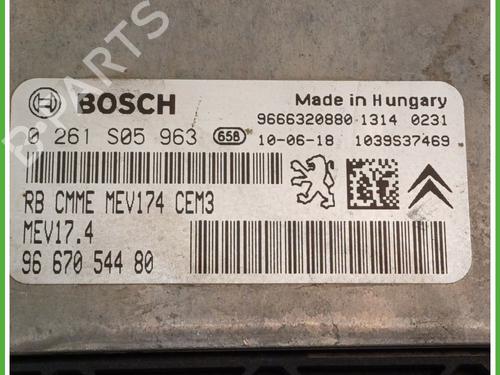 B-PARTS
BOSCH
Made in Hungary
9666320880 1314 0231
0 261 S05 963 658 10-06-18 1039S37469
RB CMME MEV174 CEM3
MEV17.4
96 670 544 80